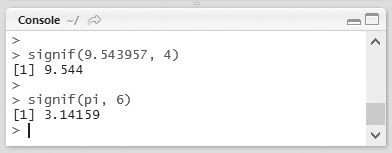 Console ~/
>
> signif(9.543957, 4)
[1] 9.544
>
> signif(pi, 6)
[1] 3.14159
>